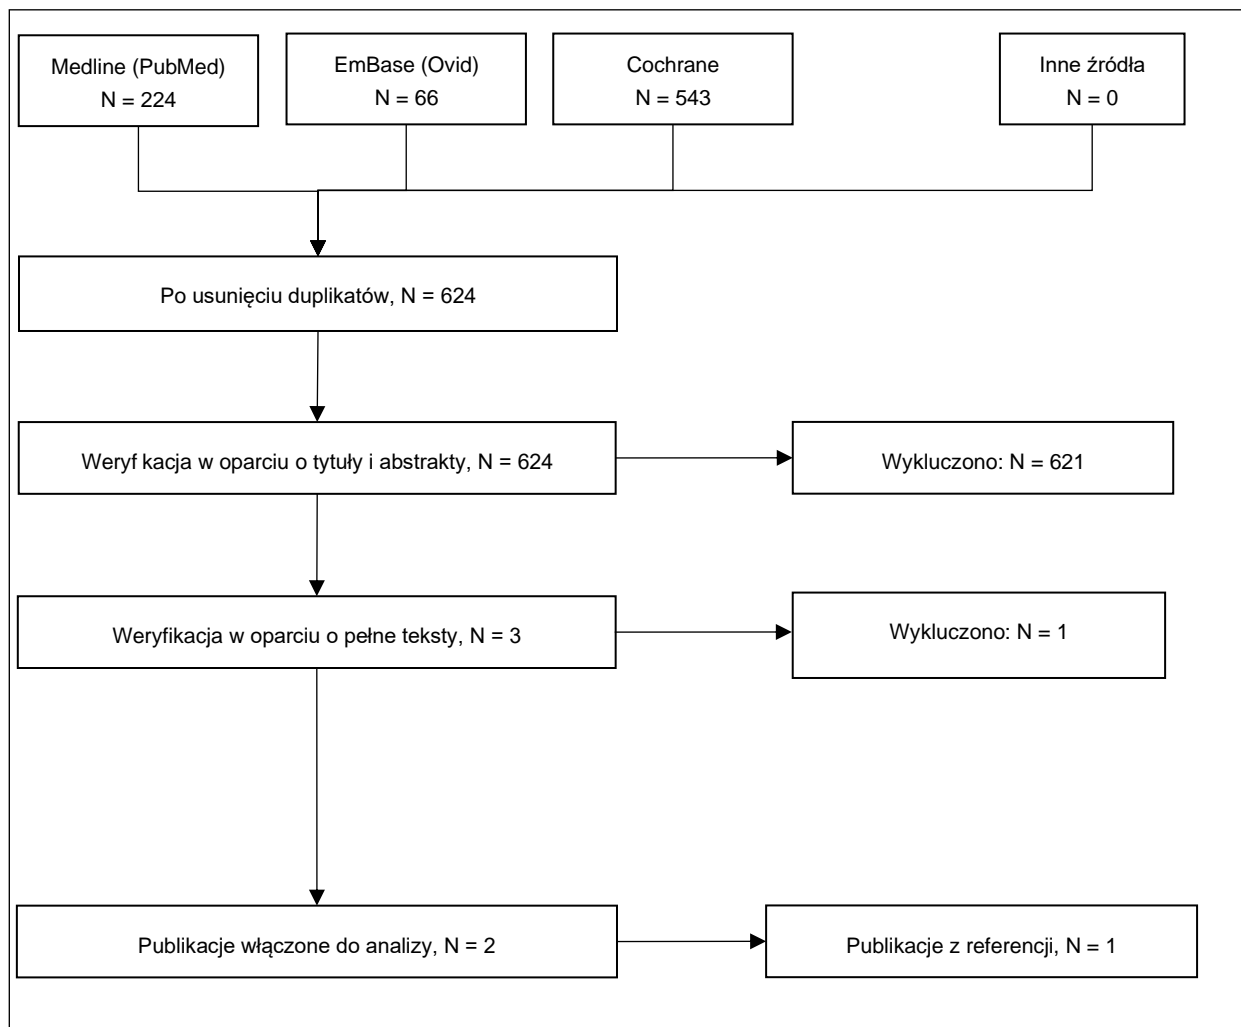 Medline (PubMed)
N = 224
EmBase (Ovid)
N = 66
Cochrane
N = 543
Inne źródła
N = 0
Po usunięciu duplikatów, N = 624
Weryf kacja w oparciu o tytuły i abstrakty, N = 624
Wykluczono: N = 621
Weryfikacja w oparciu o pełne teksty, N = 3
Wykluczono: N = 1
Publikacje włączone do analizy, N = 2
Publikacje z referencji, N = 1